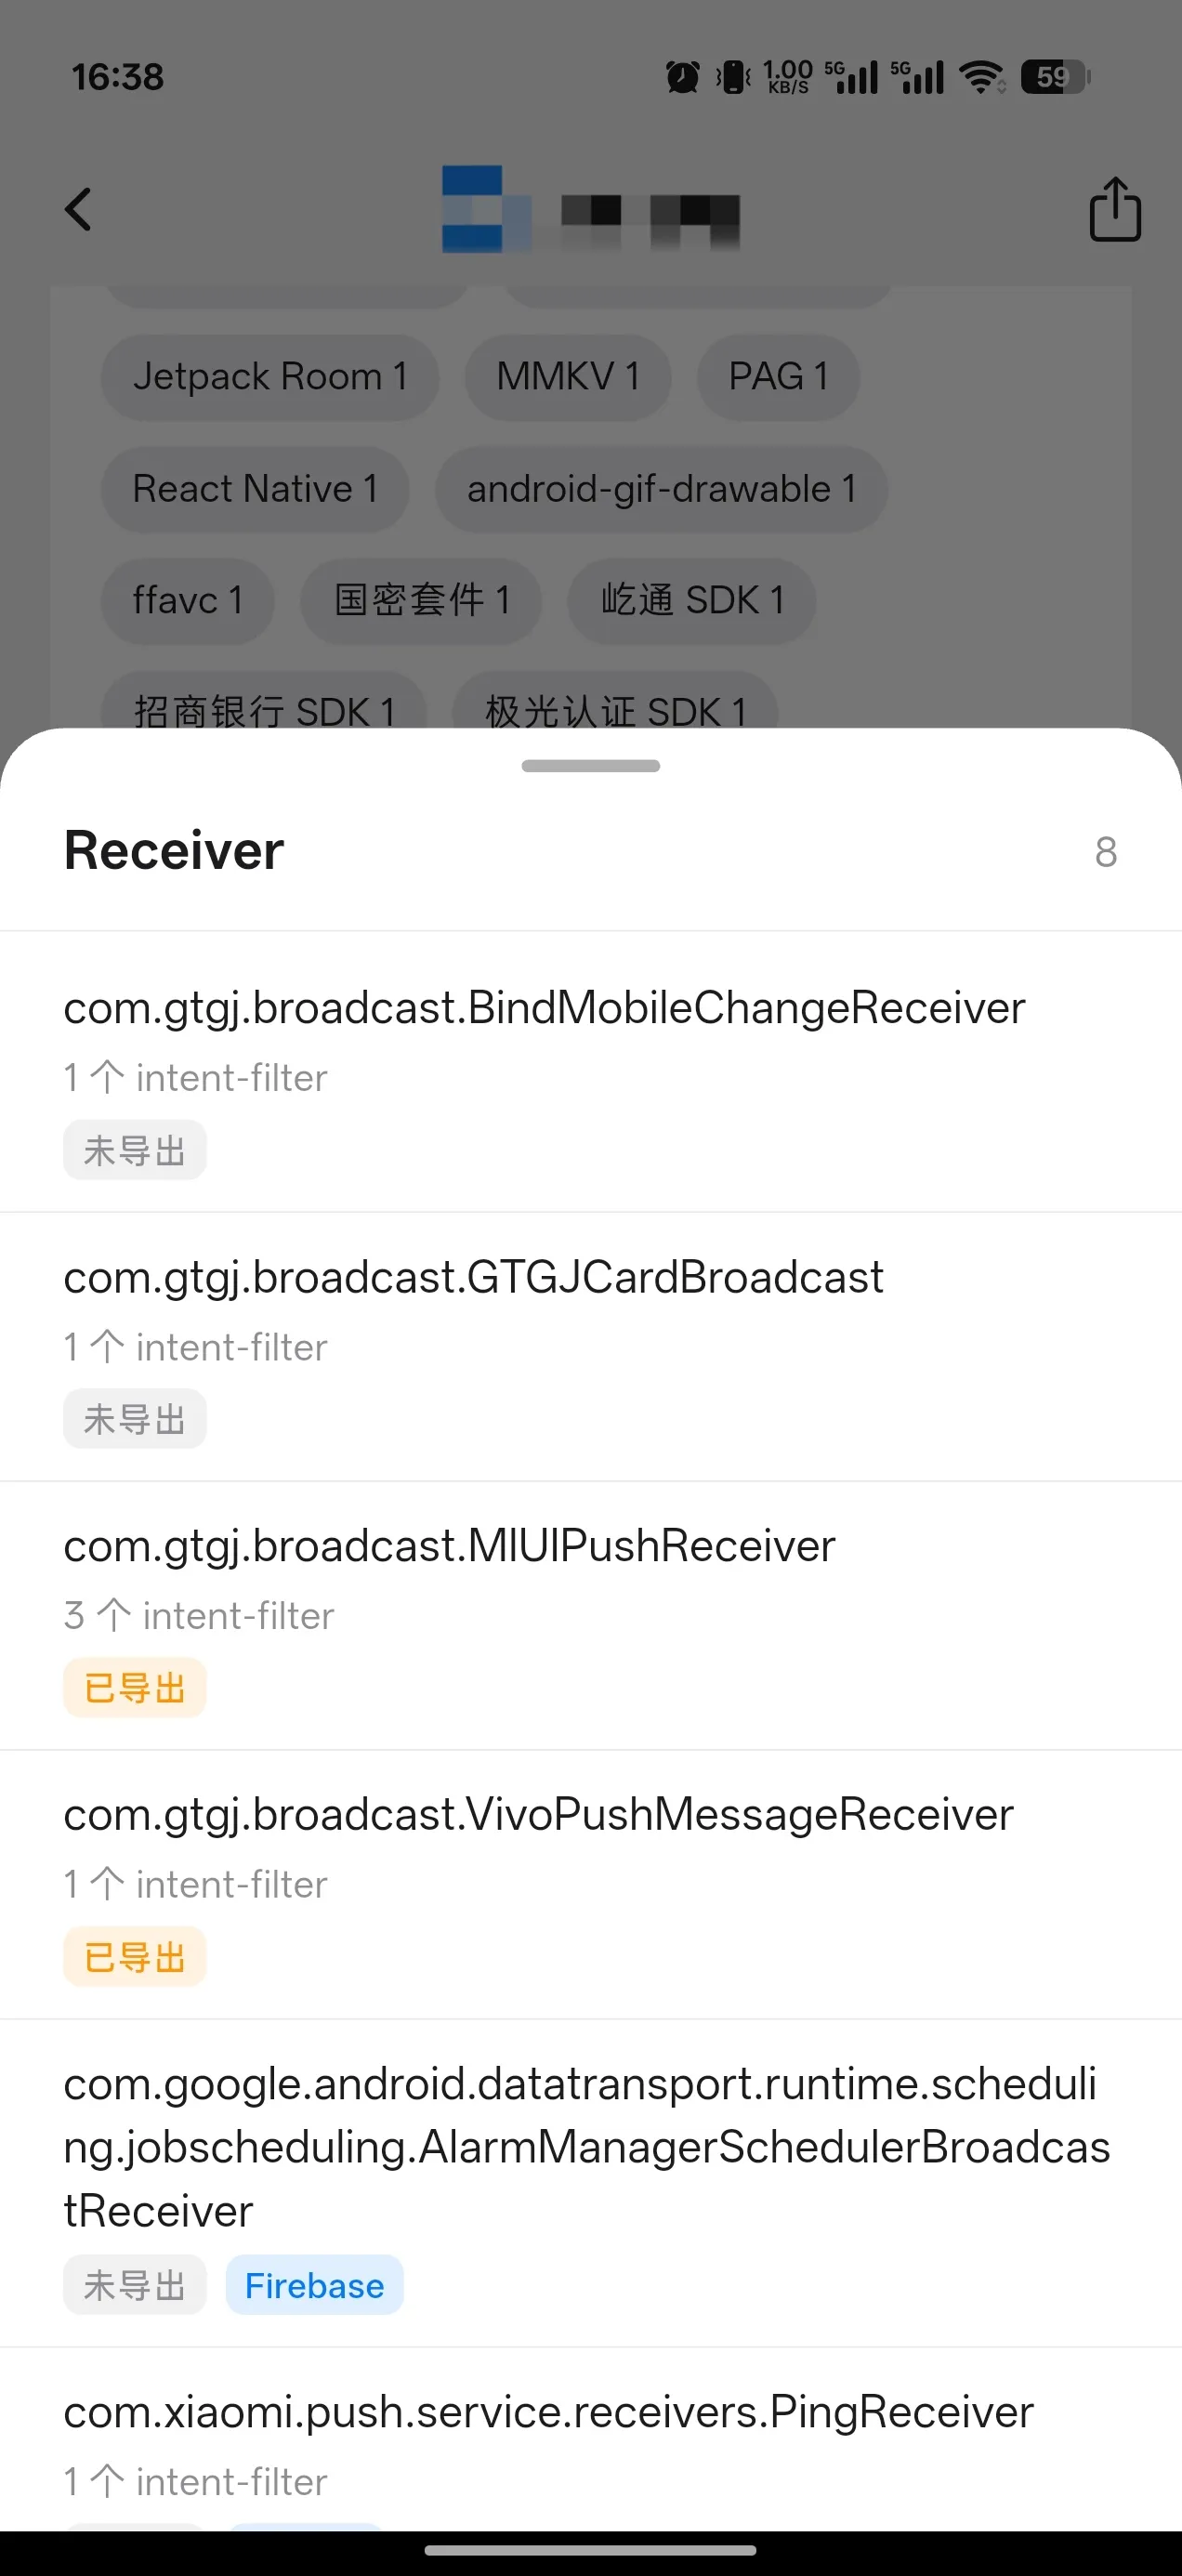 16:38
1.00 KB/S 5G 5G 59
Jetpack Room 1 MMKV 1 PAG 1
React Native 1 android-gif-drawable 1
ffavc 1 国密套件 1 屹通 SDK 1
招商银行 SDK 1 极光认证 SDK 1
Receiver 8
com.gtgj.broadcast.BindMobileChangeReceiver
1 个 intent-filter
未导出
com.gtgj.broadcast.GTGJCardBroadcast
1 个 intent-filter
未导出
com.gtgj.broadcast.MIUIPushReceiver
3 个 intent-filter
已导出
com.gtgj.broadcast.VivoPushMessageReceiver
1 个 intent-filter
已导出
com.google.android.datatransport.runtime.scheduli
ng.jobscheduling.AlarmManagerSchedulerBroadcas
tReceiver
未导出 Firebase
com.xiaomi.push.service.receivers.PingReceiver
1 个 intent-filter